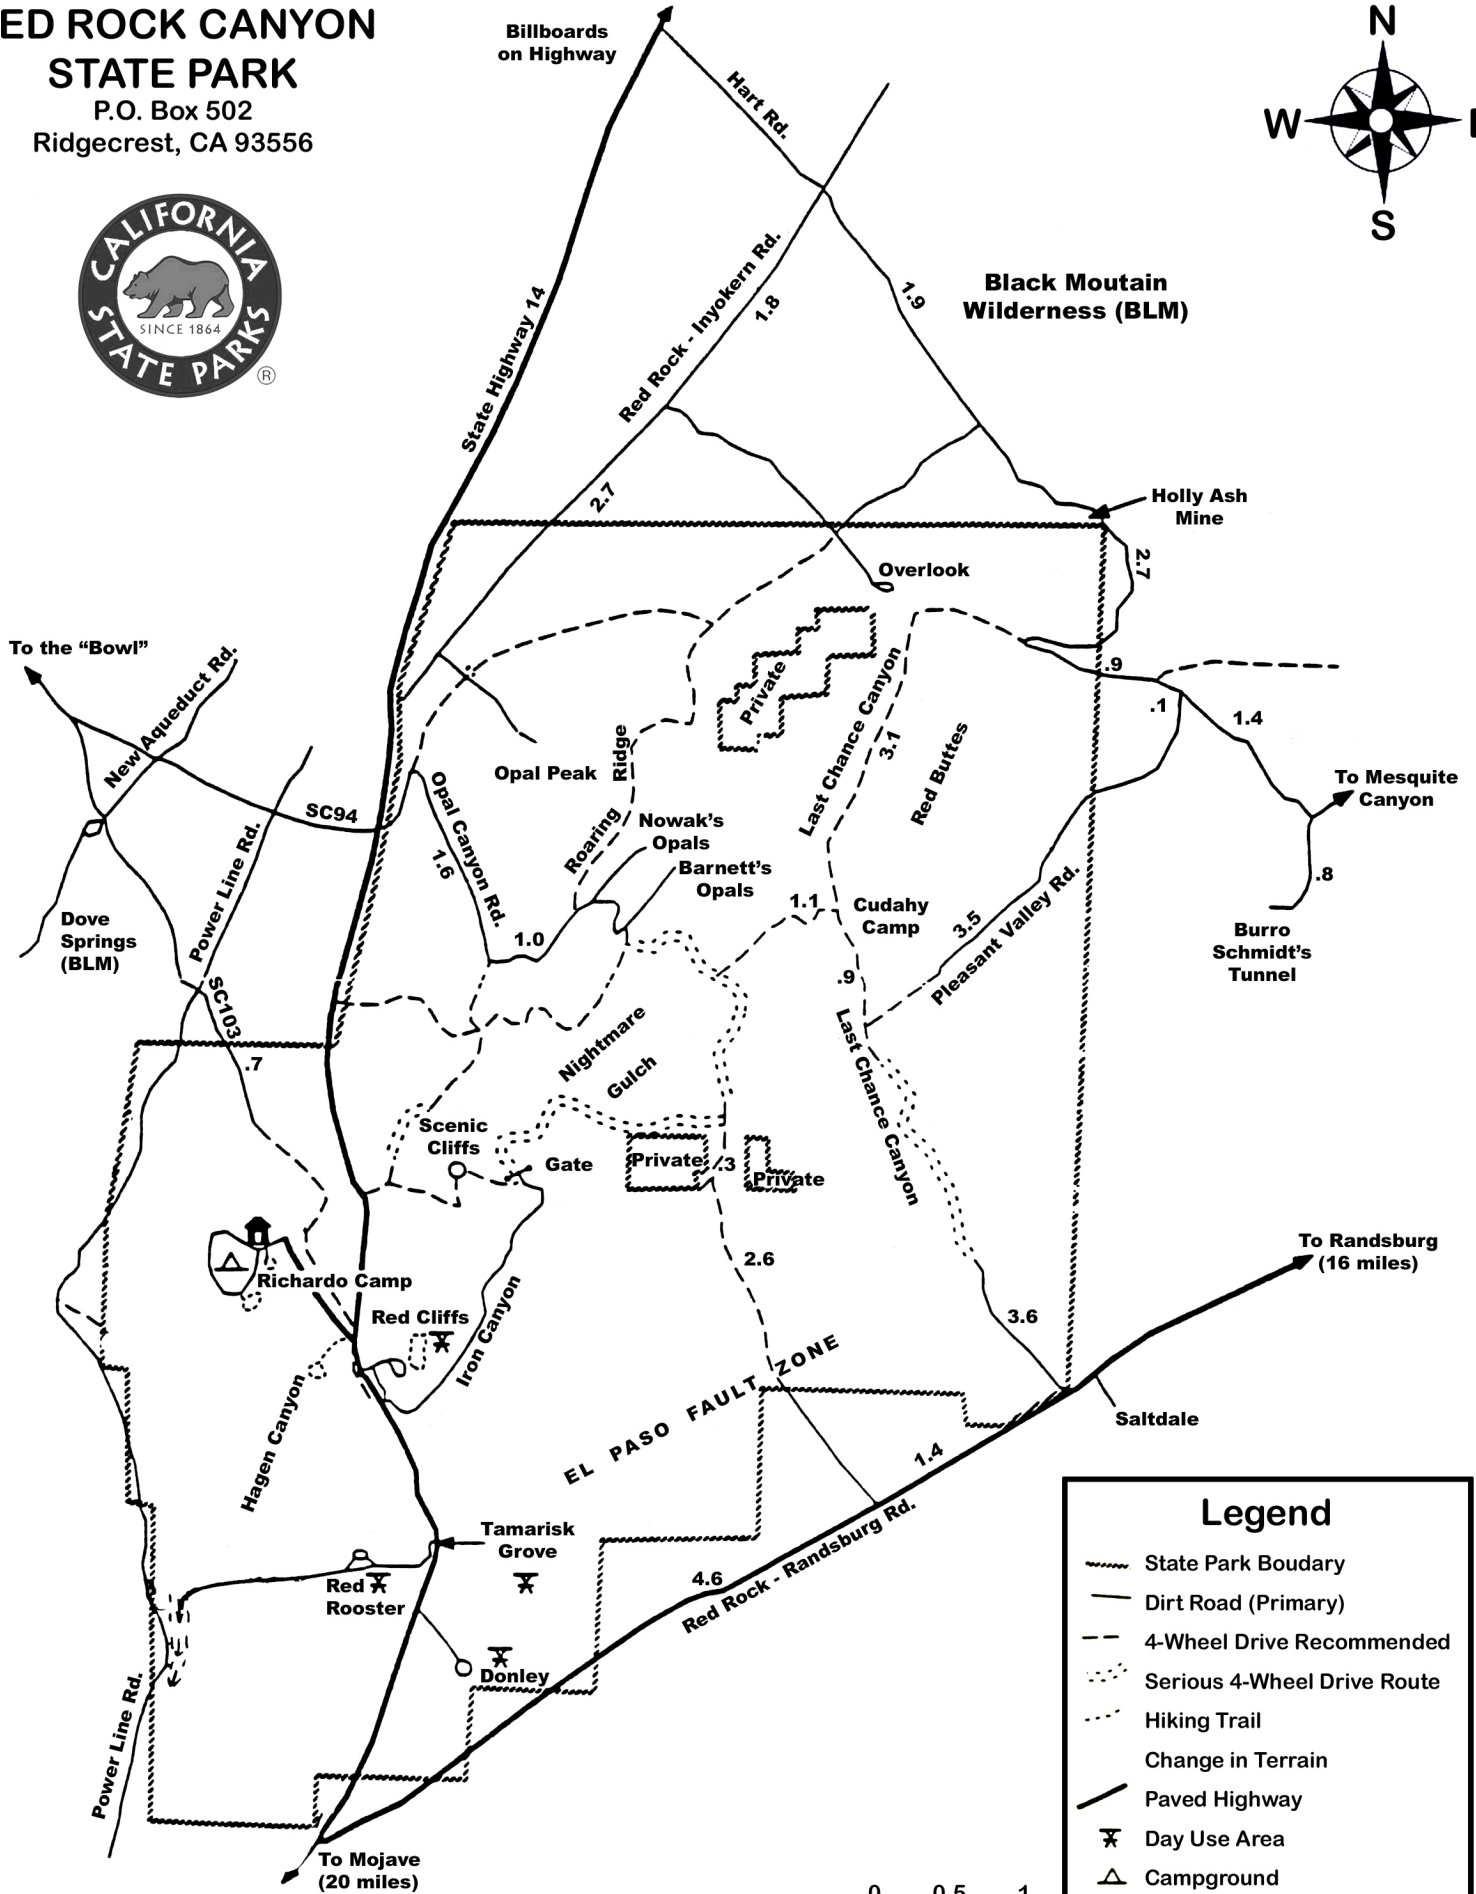 ED ROCK CANYON
STATE PARK
P.O. Box 502
Ridgecrest, CA 93556
CALIFORNIA
STATE PARKS
SINCE 1864
®
N
W
S
Billboards
on Highway
Hart Rd.
State Highway 14
Red Rock - Inyokern Rd.
1.8
1.9
Black Moutain
Wilderness (BLM)
2.7
Holly Ash
Mine
2.7
Overlook
To the “Bowl”
New Aqueduct Rd.
Private
Last Chance Canyon
3.1
Red Buttes
.9
.1
1.4
To Mesquite
Canyon
.8
Burro
Schmidt’s
Tunnel
Opal Peak
Roaring
Ridge
SC94
Opal Canyon Rd.
1.6
Nowak’s
Opals
Barnett’s
Opals
Power Line Rd.
Dove
Springs
(BLM)
1.0
1.1
Cudahy
Camp
3.5
Pleasant Valley Rd.
.9
SC103
.7
Nightmare
Gulch
Last Chance Canyon
Scenic
Cliffs
Gate
Private
.3
Private
2.6
Richardo Camp
Red Cliffs
Iron Canyon
3.6
To Randsburg
(16 miles)
EL PASO FAULT ZONE
Saltdale
Hagen Canyon
1.4
Tamarisk
Grove
Red
Rooster
4.6
Red Rock - Randsburg Rd.
Donley
Power Line Rd.
To Mojave
(20 miles)
Legend
State Park Boudary
Dirt Road (Primary)
4-Wheel Drive Recommended
Serious 4-Wheel Drive Route
Hiking Trail
Change in Terrain
Paved Highway
Day Use Area
Campground
0 0.5 1